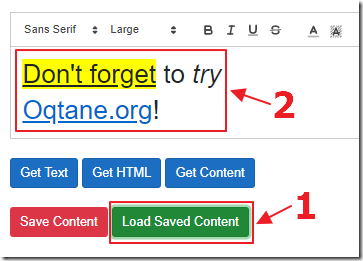 Sans Serif Large B I U S A A
Don't forget to try
Oqtane.org!
2
Get Text Get HTML Get Content
1
Save Content Load Saved Content